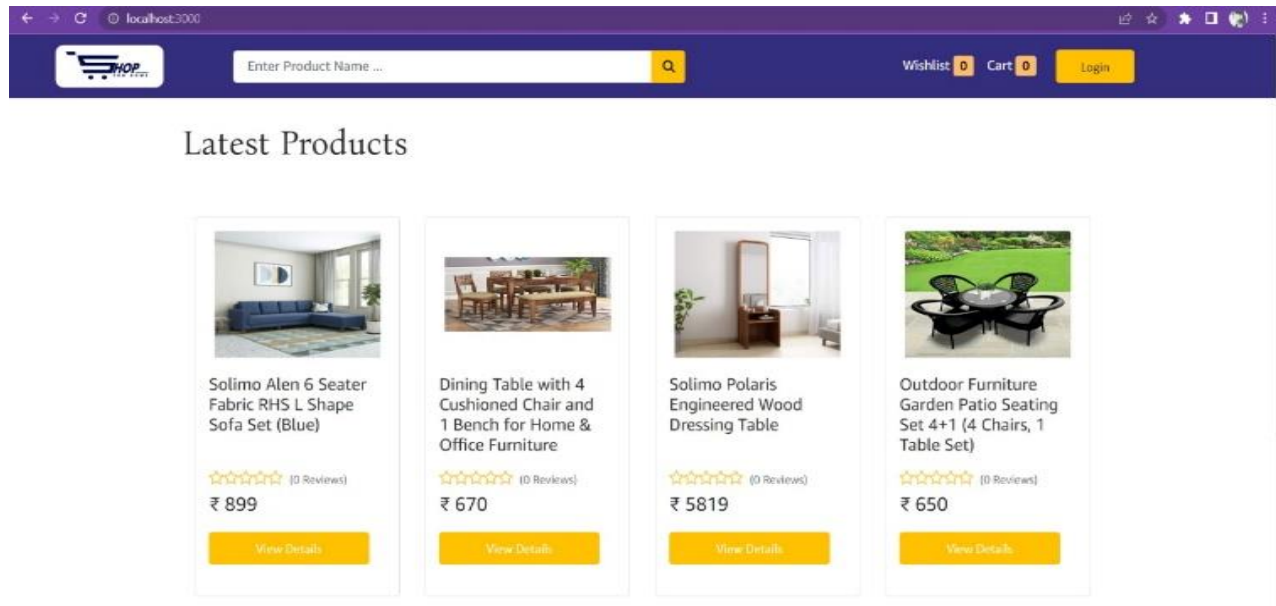 localhost:3000
SHOP
FOR HOME
Enter Product Name ...
Wishlist 0 Cart 0 Login
Latest Products
Solimo Alen 6 Seater
Fabric RHS L Shape
Sofa Set (Blue)
(0 Reviews)
₹ 899
View Details
Dining Table with 4
Cushioned Chair and
1 Bench for Home &
Office Furniture
(0 Reviews)
₹ 670
View Details
Solimo Polaris
Engineered Wood
Dressing Table
(0 Reviews)
₹ 5819
View Details
Outdoor Furniture
Garden Patio Seating
Set 4+1 (4 Chairs, 1
Table Set)
(0 Reviews)
₹ 650
View Details